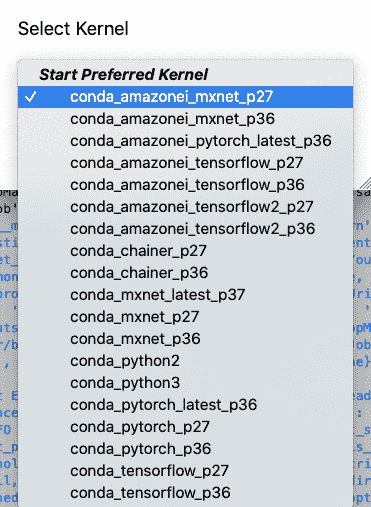 Select Kernel
Start Preferred Kernel
✓ conda_amazonei_mxnet_p27
conda_amazonei_mxnet_p36
conda_amazonei_pytorch_latest_p36
conda_amazonei_tensorflow_p27
conda_amazonei_tensorflow_p36
conda_amazonei_tensorflow2_p27
conda_amazonei_tensorflow2_p36
conda_chainer_p27
conda_chainer_p36
conda_mxnet_latest_p37
conda_mxnet_p27
conda_mxnet_p36
conda_python2
conda_python3
conda_pytorch_latest_p36
conda_pytorch_p27
conda_pytorch_p36
conda_tensorflow_p27
conda_tensorflow_p36